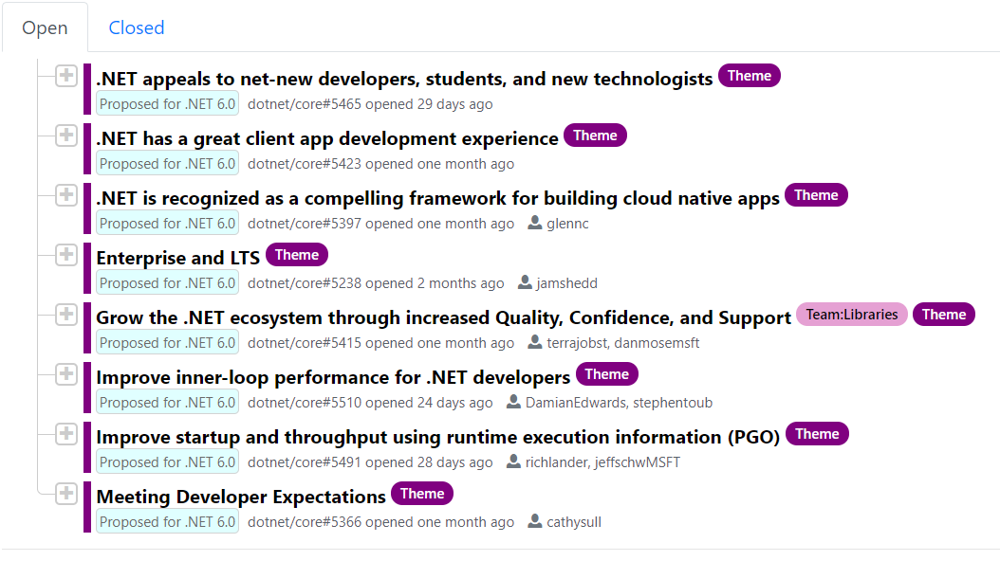 Open Closed
.NET appeals to net-new developers, students, and new technologists Theme
Proposed for .NET 6.0 dotnet/core#5465 opened 29 days ago
.NET has a great client app development experience Theme
Proposed for .NET 6.0 dotnet/core#5423 opened one month ago
.NET is recognized as a compelling framework for building cloud native apps Theme
Proposed for .NET 6.0 dotnet/core#5397 opened one month ago glennc
Enterprise and LTS Theme
Proposed for .NET 6.0 dotnet/core#5238 opened 2 months ago jamshedd
Grow the .NET ecosystem through increased Quality, Confidence, and Support Team:Libraries Theme
Proposed for .NET 6.0 dotnet/core#5415 opened one month ago terrajobst, danmosemsft
Improve inner-loop performance for .NET developers Theme
Proposed for .NET 6.0 dotnet/core#5510 opened 24 days ago DamianEdwards, stephentoub
Improve startup and throughput using runtime execution information (PGO) Theme
Proposed for .NET 6.0 dotnet/core#5491 opened 28 days ago richlander, jeffschwMSFT
Meeting Developer Expectations Theme
Proposed for .NET 6.0 dotnet/core#5366 opened one month ago cathysull